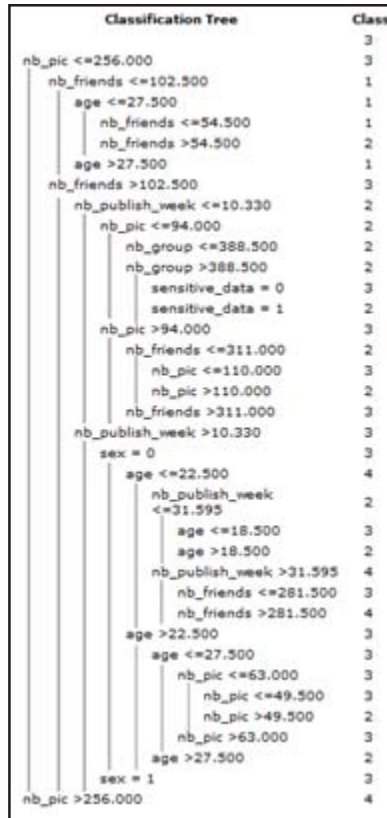 Classification Tree Class
3
nb_pic <=256.000 3
nb_friends <=102.500 1
age <=27.500 1
nb_friends <=54.500 1
nb_friends >54.500 2
age >27.500 1
nb_friends >102.500 3
nb_publish_week <=10.330 2
nb_pic <=94.000 2
nb_group <=388.500 2
nb_group >388.500 2
sensitive_data = 0 3
sensitive_data = 1 2
nb_pic >94.000 3
nb_friends <=311.000 2
nb_pic <=110.000 3
nb_pic >110.000 2
nb_friends >311.000 3
nb_publish_week >10.330 3
sex = 0 3
age <=22.500 4
nb_publish_week
<=31.595 2
age <=18.500 3
age >18.500 2
nb_publish_week >31.595 4
nb_friends <=281.500 3
nb_friends >281.500 4
age >22.500 3
age <=27.500 3
nb_pic <=63.000 3
nb_pic <=49.500 3
nb_pic >49.500 2
nb_pic >63.000 3
age >27.500 2
sex = 1 3
nb_pic >256.000 4